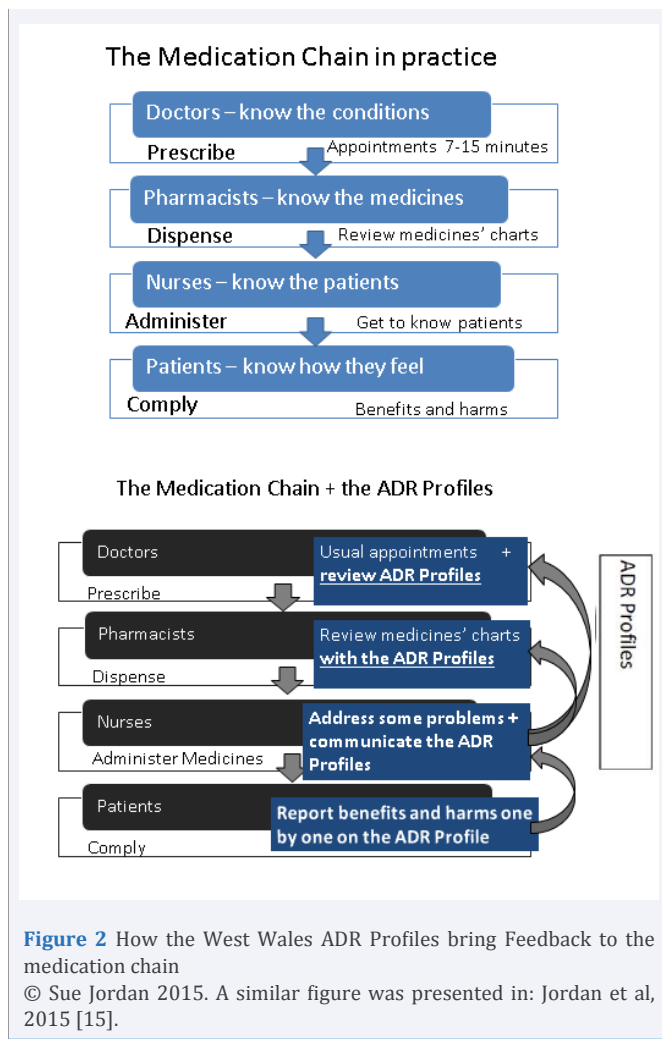 The Medication Chain in practice
Doctors – know the conditions
Prescribe
Appointments 7-15 minutes
Pharmacists – know the medicines
Dispense
Review medicines' charts
Nurses – know the patients
Administer
Get to know patients
Patients – know how they feel
Comply
Benefits and harms
The Medication Chain + the ADR Profiles
Doctors
Usual appointments +
review ADR Profiles
Prescribe
Pharmacists
Review medicines' charts
with the ADR Profiles
Dispense
Nurses
Address some problems +
communicate the ADR
Profiles
Administer Medicines
Patients
Report benefits and harms one
by one on the ADR Profile
Comply
ADR Profiles
Figure 2 How the West Wales ADR Profiles bring Feedback to the
medication chain
© Sue Jordan 2015. A similar figure was presented in: Jordan et al,
2015 [15].